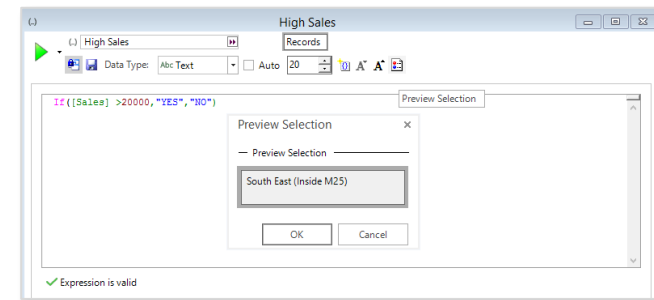 (..)
High Sales
(..) High Sales
Records
Data Type: Abc Text
Auto 20
A A
If([Sales] >20000,"YES","NO")
Preview Selection
Preview Selection
Preview Selection
South East (Inside M25)
OK
Cancel
Expression is valid